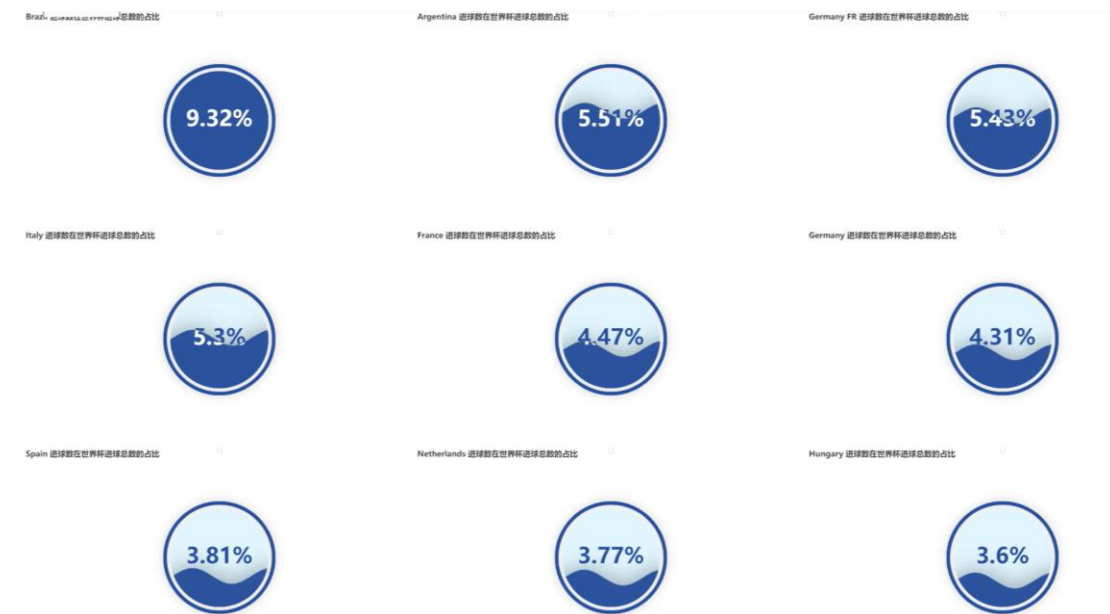 进球数在世界杯进球总数的占比
9.32%
Argentina 进球数在世界杯进球总数的占比
5.51%
Germany FR 进球数在世界杯进球总数的占比
5.43%
Italy 进球数在世界杯进球总数的占比
5.3%
France 进球数在世界杯进球总数的占比
4.47%
Germany 进球数在世界杯进球总数的占比
4.31%
Spain 进球数在世界杯进球总数的占比
3.81%
Netherlands 进球数在世界杯进球总数的占比
3.77%
Hungary 进球数在世界杯进球总数的占比
3.6%